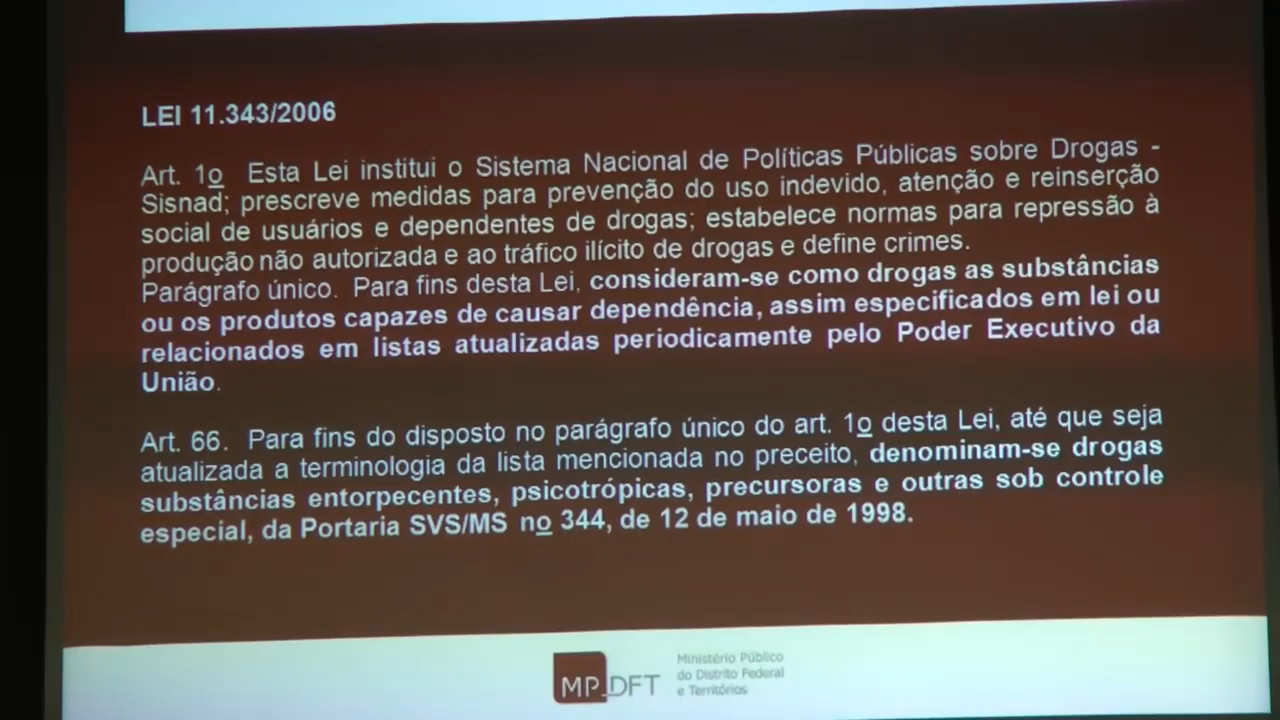 LEI 11.343/2006
Art. 1o Esta Lei institui o Sistema Nacional de Políticas Públicas sobre Drogas -
Sisnad; prescreve medidas para prevenção do uso indevido, atenção e reinserção
social de usuários e dependentes de drogas; estabelece normas para repressão à
produção não autorizada e ao tráfico ilícito de drogas e define crimes.
Parágrafo único. Para fins desta Lei, consideram-se como drogas as substâncias
ou os produtos capazes de causar dependência, assim especificados em lei ou
relacionados em listas atualizadas periodicamente pelo Poder Executivo da
União.
Art. 66. Para fins do disposto no parágrafo único do art. 1o desta Lei, até que seja
atualizada a terminologia da lista mencionada no preceito, denominam-se drogas
substâncias entorpecentes, psicotrópicas, precursoras e outras sob controle
especial, da Portaria SVS/MS no 344, de 12 de maio de 1998.
MPDFT
Ministério Público
do Distrito Federal
e Territórios